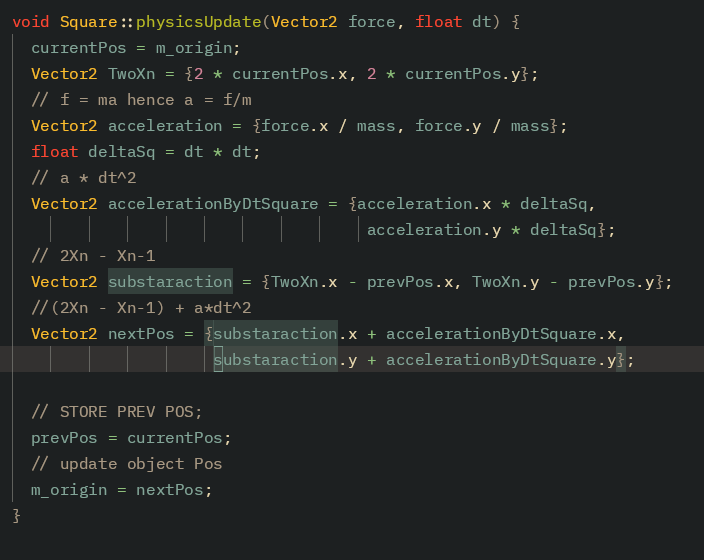 void Square::physicsUpdate(Vector2 force, float dt) {
currentPos = m_origin;
Vector2 TwoXn = {2 * currentPos.x, 2 * currentPos.y};
// f = ma hence a = f/m
Vector2 acceleration = {force.x / mass, force.y / mass};
float deltaSq = dt * dt;
// a * dt^2
Vector2 accelerationByDtSquare = {acceleration.x * deltaSq,
acceleration.y * deltaSq};
// 2Xn - Xn-1
Vector2 substaraction = {TwoXn.x - prevPos.x, TwoXn.y - prevPos.y};
//(2Xn - Xn-1) + a*dt^2
Vector2 nextPos = {substaraction.x + accelerationByDtSquare.x,
substaraction.y + accelerationByDtSquare.y};
// STORE PREV POS;
prevPos = currentPos;
// update object Pos
m_origin = nextPos;
}